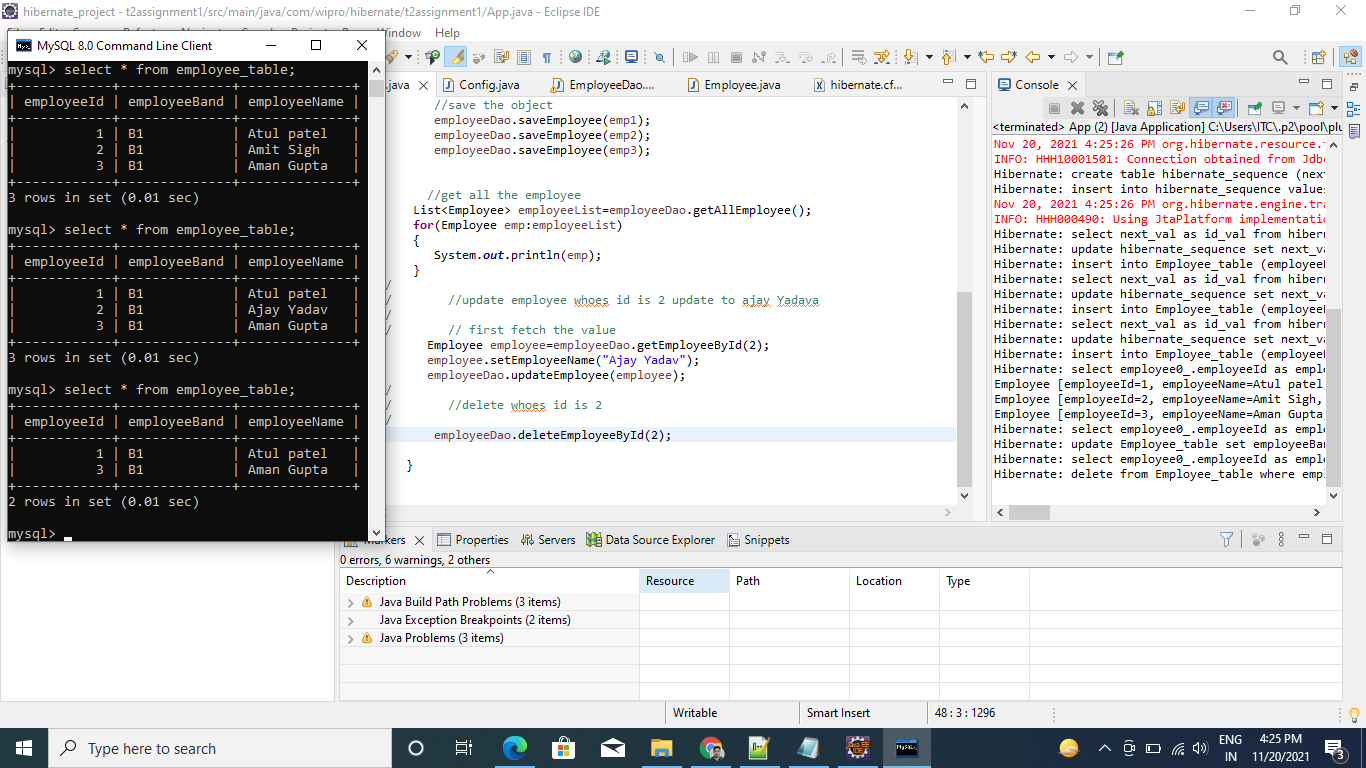 hibernate_project - t2assignment1/src/main/java/com/wipro/hibernate/t2assignment1/App.java - Eclipse IDE
Window Help
MySQL 8.0 Command Line Client
mysql> select * from employee_table;
+------------+--------------+--------------+
| employeeId | employeeBand | employeeName |
+------------+--------------+--------------+
| 1 | B1 | Atul patel |
| 2 | B1 | Amit Sigh |
| 3 | B1 | Aman Gupta |
+------------+--------------+--------------+
3 rows in set (0.01 sec)
mysql> select * from employee_table;
+------------+--------------+--------------+
| employeeId | employeeBand | employeeName |
+------------+--------------+--------------+
| 1 | B1 | Atul patel |
| 2 | B1 | Ajay Yadav |
| 3 | B1 | Aman Gupta |
+------------+--------------+--------------+
3 rows in set (0.01 sec)
mysql> select * from employee_table;
+------------+--------------+--------------+
| employeeId | employeeBand | employeeName |
+------------+--------------+--------------+
| 1 | B1 | Atul patel |
| 3 | B1 | Aman Gupta |
+------------+--------------+--------------+
2 rows in set (0.01 sec)
mysql>
.java Config.java EmployeeDao.... Employee.java hibernate.cf...
//save the object
employeeDao.saveEmployee(emp1);
employeeDao.saveEmployee(emp2);
employeeDao.saveEmployee(emp3);
//get all the employee
List<Employee> employeeList=employeeDao.getAllEmployee();
for(Employee emp:employeeList)
{
System.out.println(emp);
}
/
/ //update employee whoes id is 2 update to ajay Yadava
/
/ // first fetch the value
Employee employee=employeeDao.getEmployeeById(2);
employee.setEmployeeName("Ajay Yadav");
employeeDao.updateEmployee(employee);
/
/ //delete whoes id is 2
/
employeeDao.deleteEmployeeById(2);
}
Console
<terminated> App (2) [Java Application] C:\Users\ITC\.p2\pool\plu
Nov 20, 2021 4:25:26 PM org.hibernate.resource.
INFO: HHH10001501: Connection obtained from Jdb
Hibernate: create table hibernate_sequence (nex
Hibernate: insert into hibernate_sequence value
Nov 20, 2021 4:25:26 PM org.hibernate.engine.tra
INFO: HHH000490: Using JtaPlatform implementati
Hibernate: select next_val as id_val from hiber
Hibernate: update hibernate_sequence set next_v
Hibernate: insert into Employee_table (employee
Hibernate: select next_val as id_val from hiber
Hibernate: update hibernate_sequence set next_v
Hibernate: insert into Employee_table (employee
Hibernate: select next_val as id_val from hiber
Hibernate: update hibernate_sequence set next_v
Hibernate: insert into Employee_table (employee
Hibernate: select employee0_.employeeId as empl
Employee [employeeId=1, employeeName=Atul patel
Employee [employeeId=2, employeeName=Amit Sigh,
Employee [employeeId=3, employeeName=Aman Gupta
Hibernate: select employee0_.employeeId as empl
Hibernate: update Employee_table set employeeBa
Hibernate: select employee0_.employeeId as empl
Hibernate: delete from Employee_table where emp
Markers Properties Servers Data Source Explorer Snippets
0 errors, 6 warnings, 2 others
Description Resource Path Location Type
Java Build Path Problems (3 items)
Java Exception Breakpoints (2 items)
Java Problems (3 items)
Writable Smart Insert 48 : 3 : 1296
Type here to search
ENG 4:25 PM
IN 11/20/2021
3